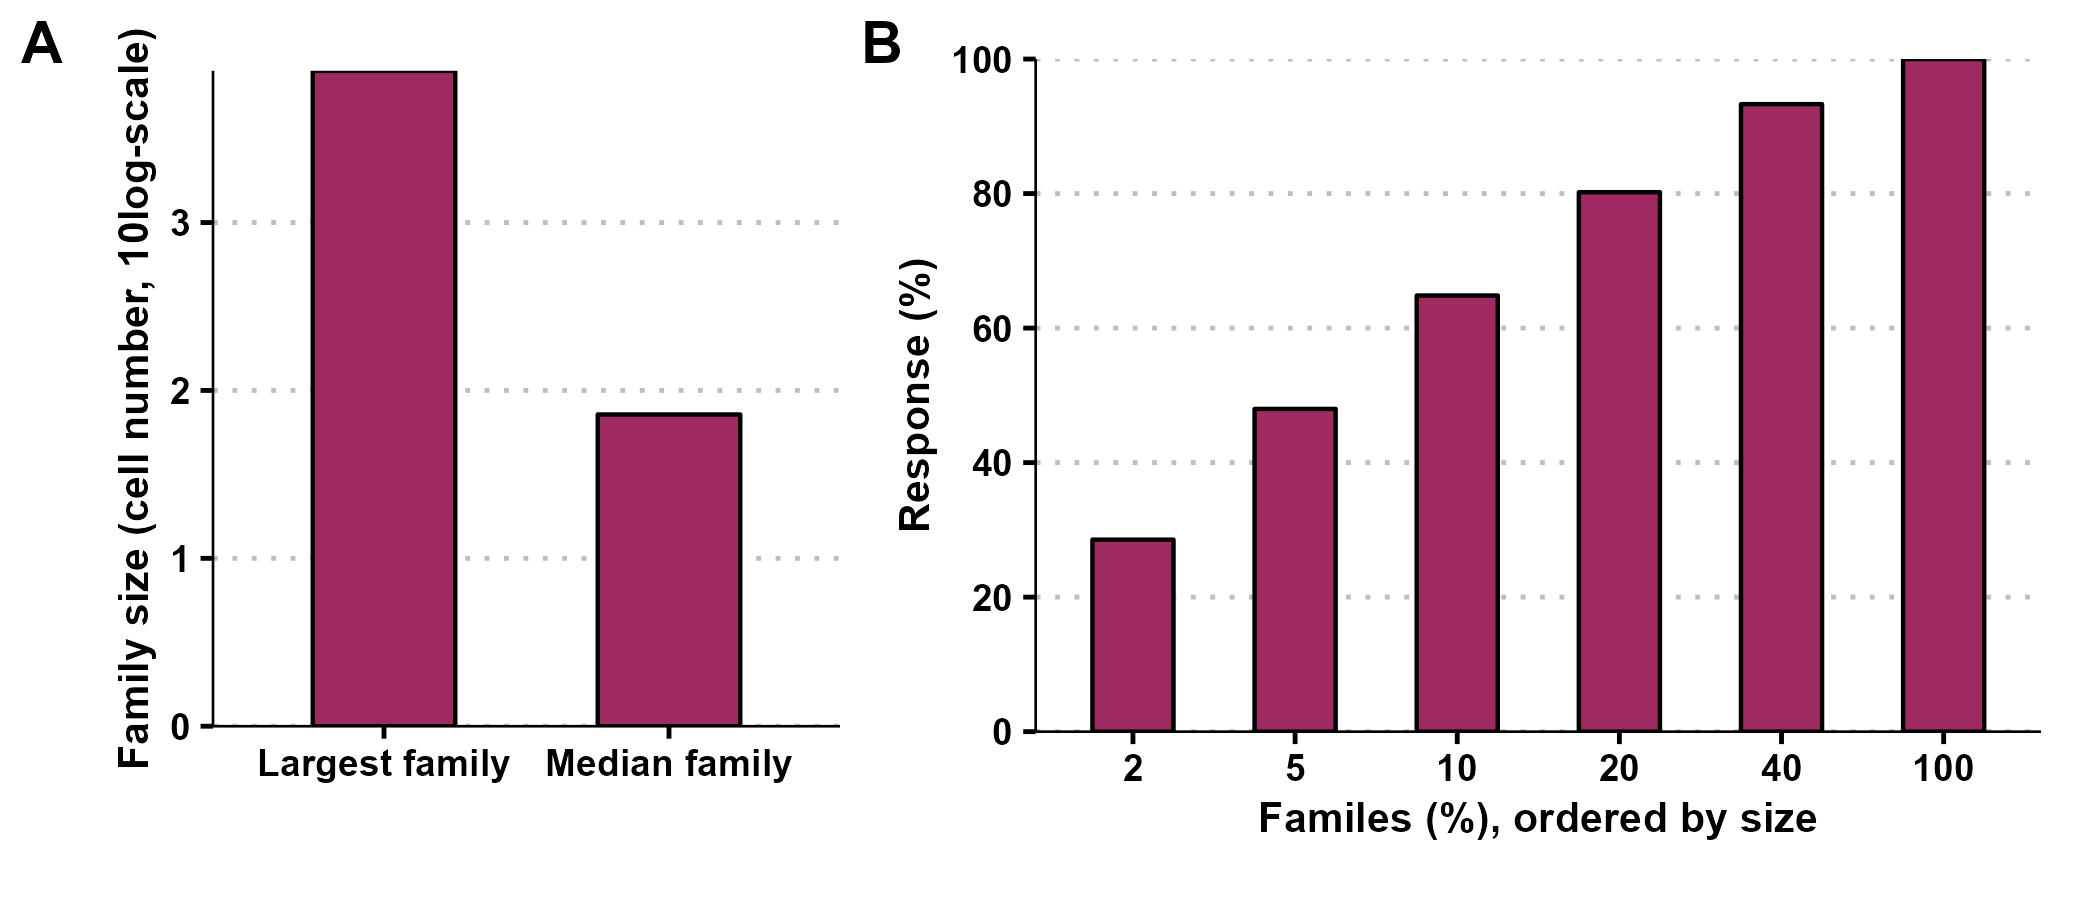 A
Family size (cell number, 10log-scale)
3
2
1
0
Largest family
Median family
B
Response (%)
100
80
60
40
20
0
2
5
10
20
40
100
Familes (%), ordered by size